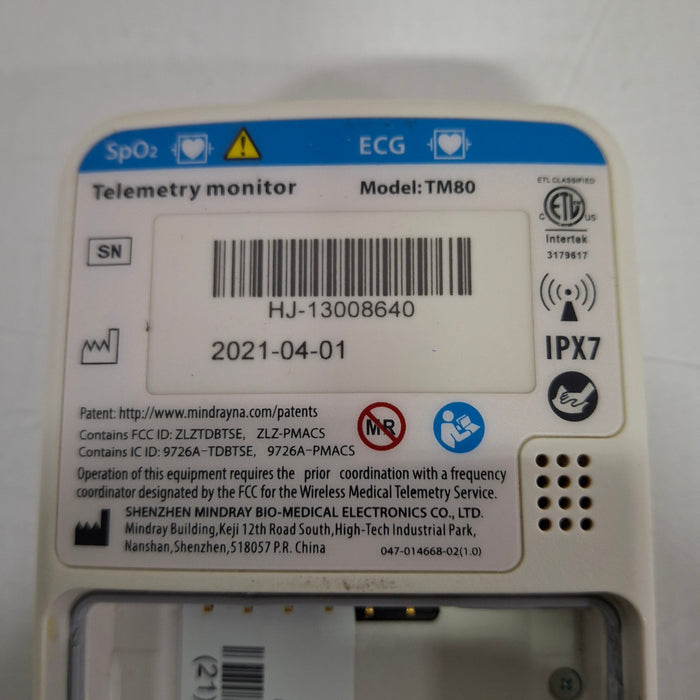 SpO2 ECG
Telemetry monitor Model: TM80
ETL CLASSIFIED
ETL
C US
Intertek
3179617
SN
HJ-13008640
2021-04-01
IPX7
Patent: http://www.mindrayna.com/patents
Contains FCC ID: ZLZTDBTSE, ZLZ-PMACS
Contains IC ID: 9726A-TDBTSE, 9726A-PMACS
MR
Operation of this equipment requires the prior coordination with a frequency
coordinator designated by the FCC for the Wireless Medical Telemetry Service.
SHENZHEN MINDRAY BIO-MEDICAL ELECTRONICS CO., LTD.
Mindray Building,Keji 12th Road South,High-Tech Industrial Park,
Nanshan,Shenzhen,518057 P.R. China
047-014668-02(1.0)
(21)